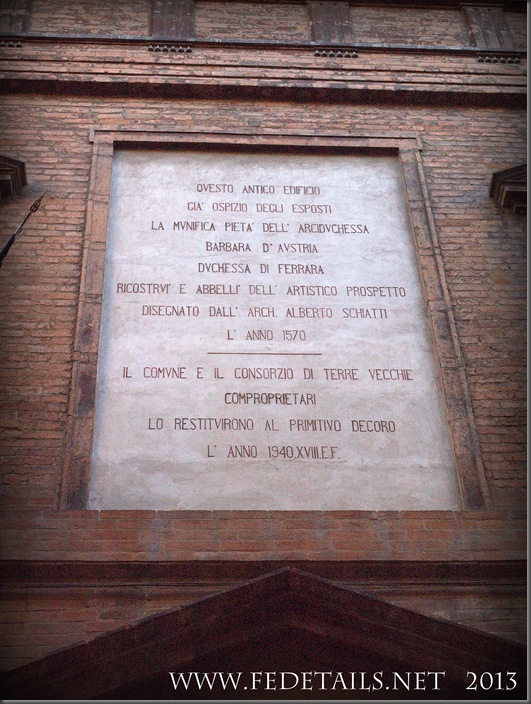 QVESTO ANTICO EDIFICIO
GIA' OSPIZIO DEGLI ESPOSTI
LA MVNIFICA PIETA' DELL' ARCIDVCHESSA
BARBARA D' AVSTRIA
DVCHESSA DI FERRARA
RICOSTRVI' E ABBELLI' DELL' ARTISTICO PROSPETTO
DISEGNATO DALL' ARCH. ALBERTO SCHIATTI
L' ANNO 1570
IL COMVNE E IL CONSORZIO DI TERRE VECCHIE
COMPROPRIETARI
LO RESTITVIRONO AL PRIMITIVO DECORO
L' ANNO 1940.XVIII.E.F.
WWW.FEDETAILS.NET 2013